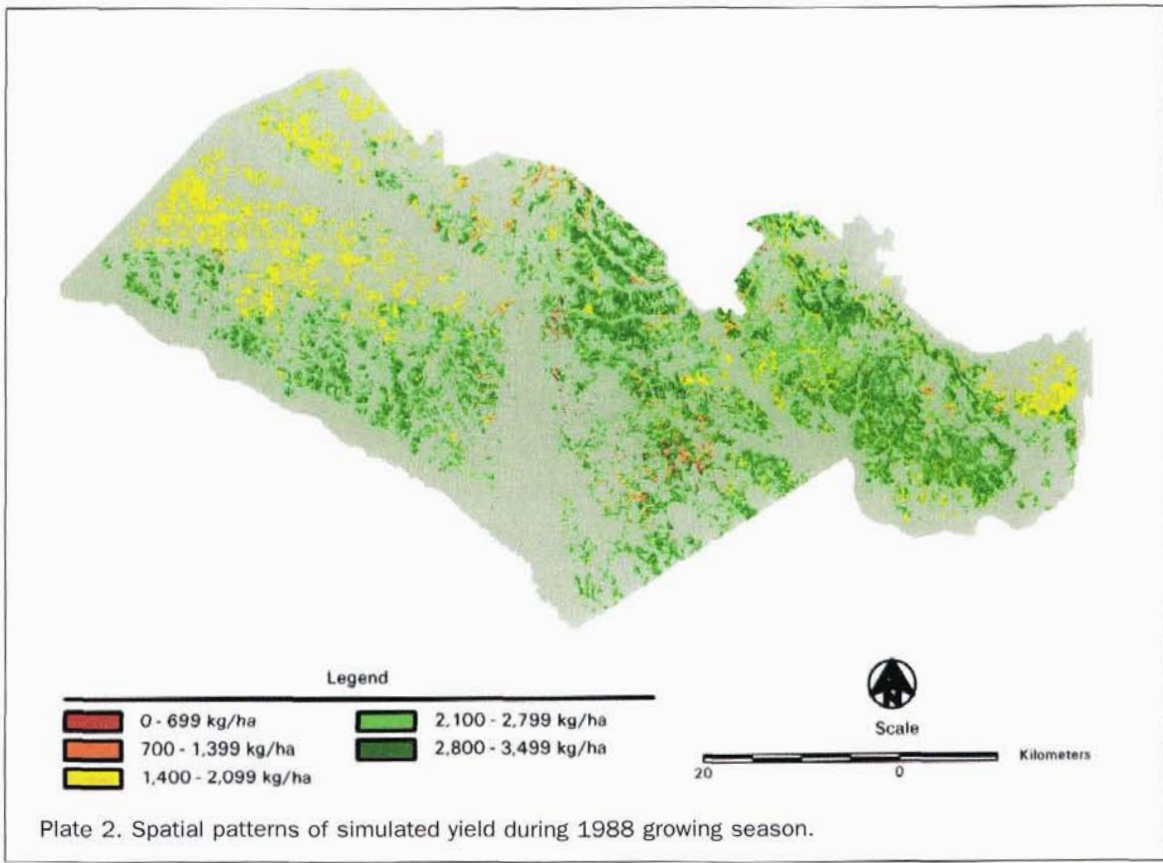 Legend
0 - 699 kg/ha
700 - 1,399 kg/ha
1,400 - 2,099 kg/ha
2,100 - 2,799 kg/ha
2,800 - 3,499 kg/ha
N
Scale
Kilometers
20 0
Plate 2. Spatial patterns of simulated yield during 1988 growing season.